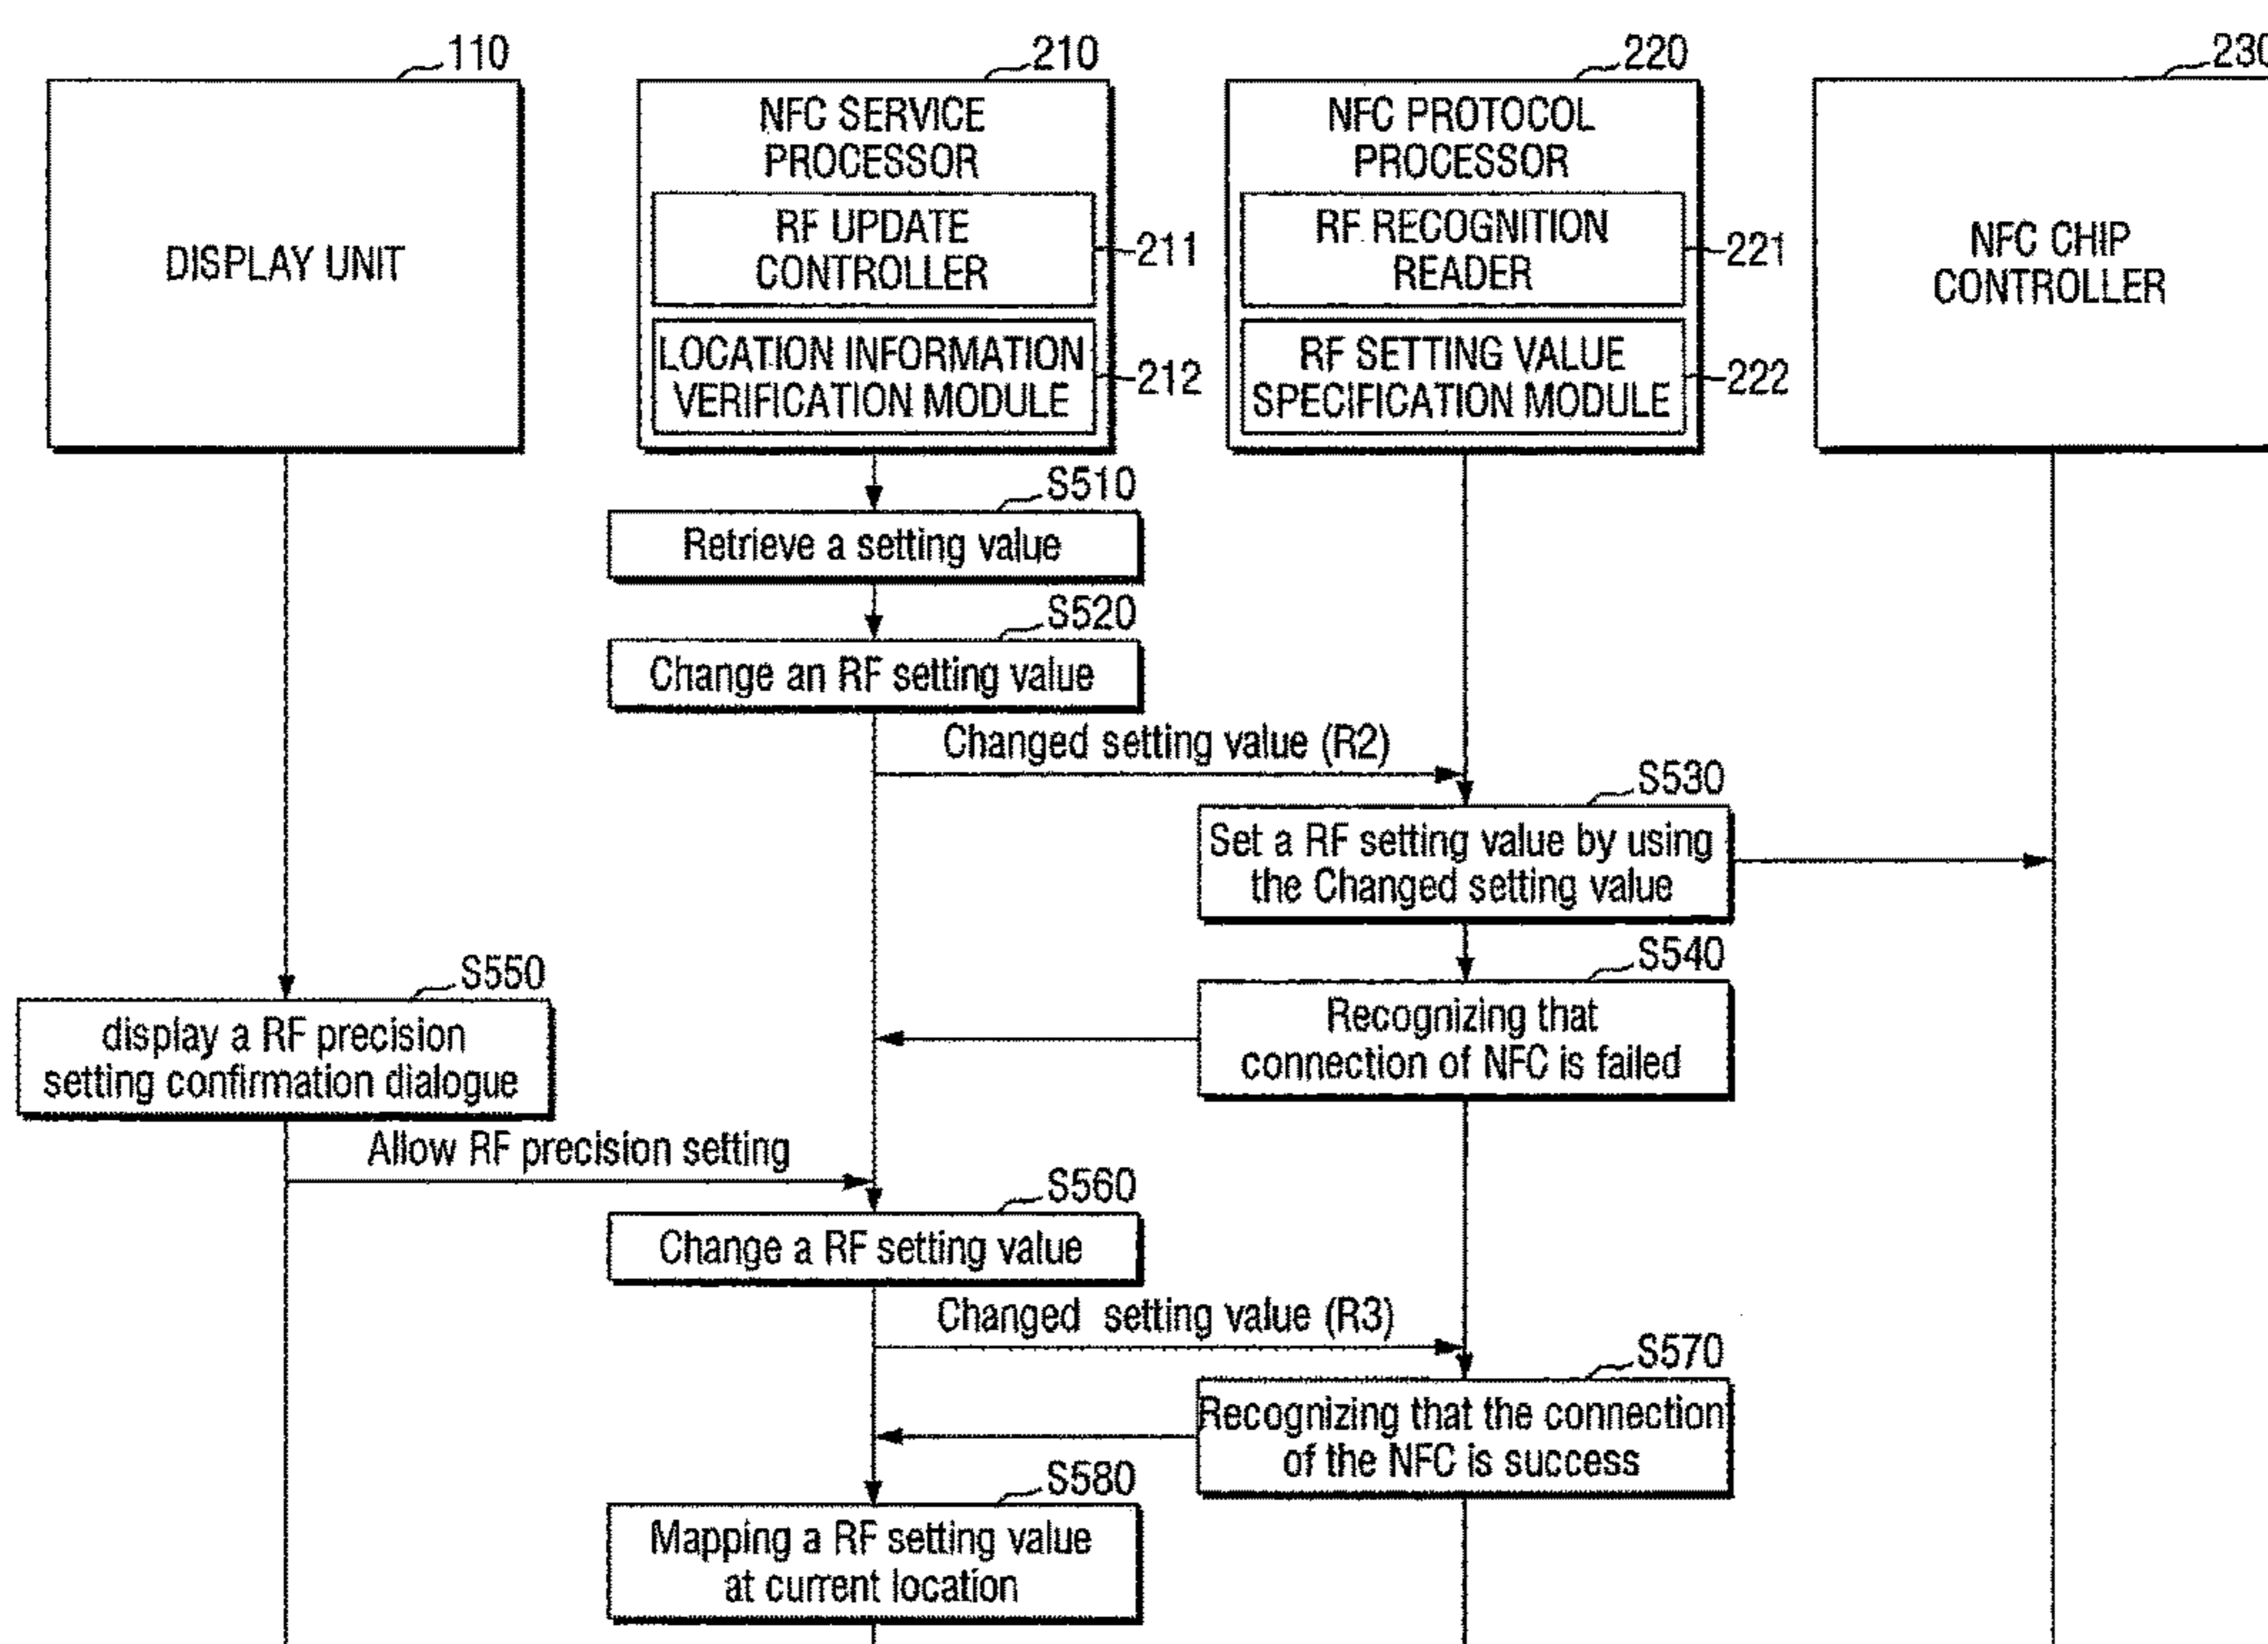 110
210
220
230
DISPLAY UNIT
NFC SERVICE
PROCESSOR
RF UPDATE
CONTROLLER
211
LOCATION INFORMATION
VERIFICATION MODULE
212
NFC PROTOCOL
PROCESSOR
RF RECOGNITION
READER
221
RF SETTING VALUE
SPECIFICATION MODULE
222
NFC CHIP
CONTROLLER
S510
Retrieve a setting value
S520
Change an RF setting value
Changed setting value (R2)
S530
Set a RF setting value by using
the Changed setting value
S540
Recognizing that
connection of NFC is failed
S550
display a RF precision
setting confirmation dialogue
Allow RF precision setting
S560
Change a RF setting value
Changed setting value (R3)
S570
Recognizing that the connection
of the NFC is success
S580
Mapping a RF setting value
at current location